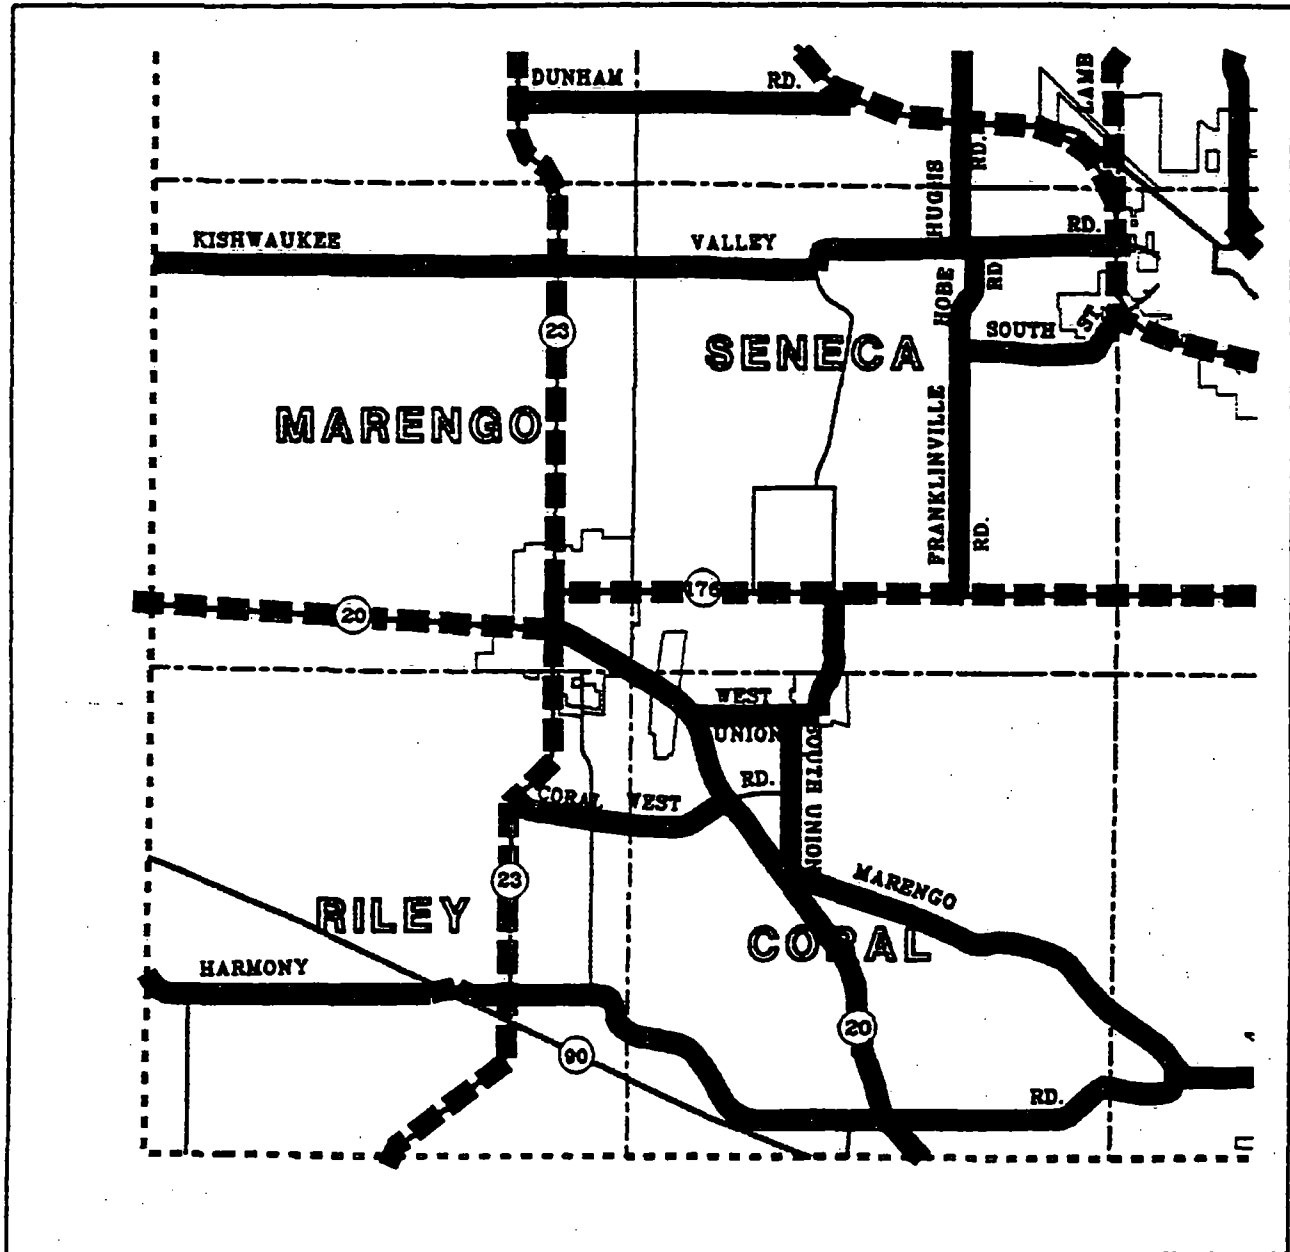 DUNHAM RD.
LAMB
RD.
HUGHS
KISHWAUKEE VALLEY RD.
HOBE
RD
23
SOUTH ST.
SENECA
MARENGO
FRANKLINVILLE
RD.
176
20
WEST
UNION
SOUTH UNION
RD.
CORAL WEST
23
MARENGO
RILEY
CORAL
HARMONY
20
90
RD.